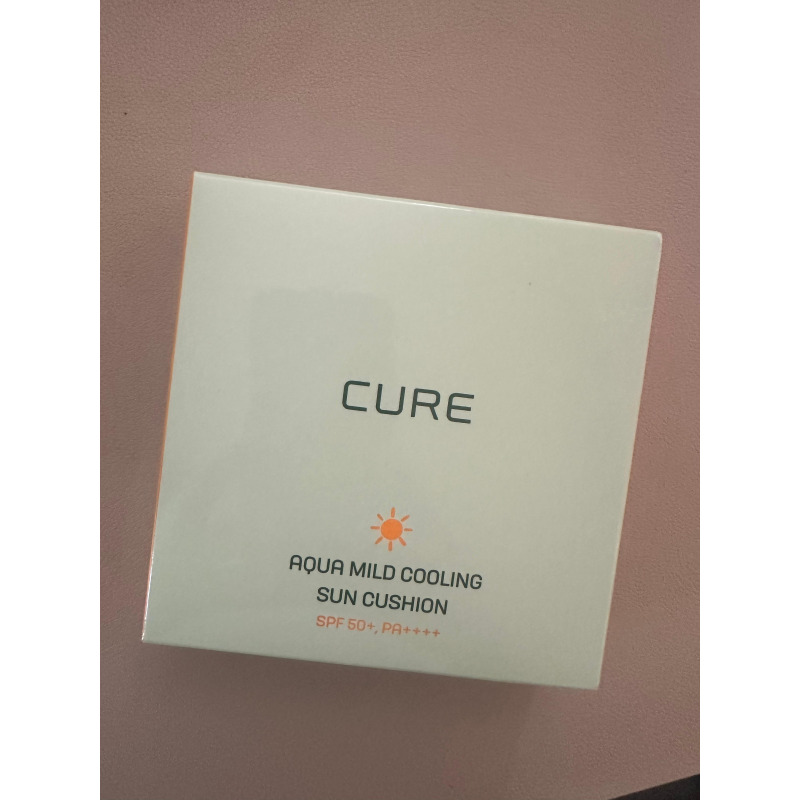 CURE
AQUA MILD COOLING
SUN CUSHION
SPF 50+, PA++++